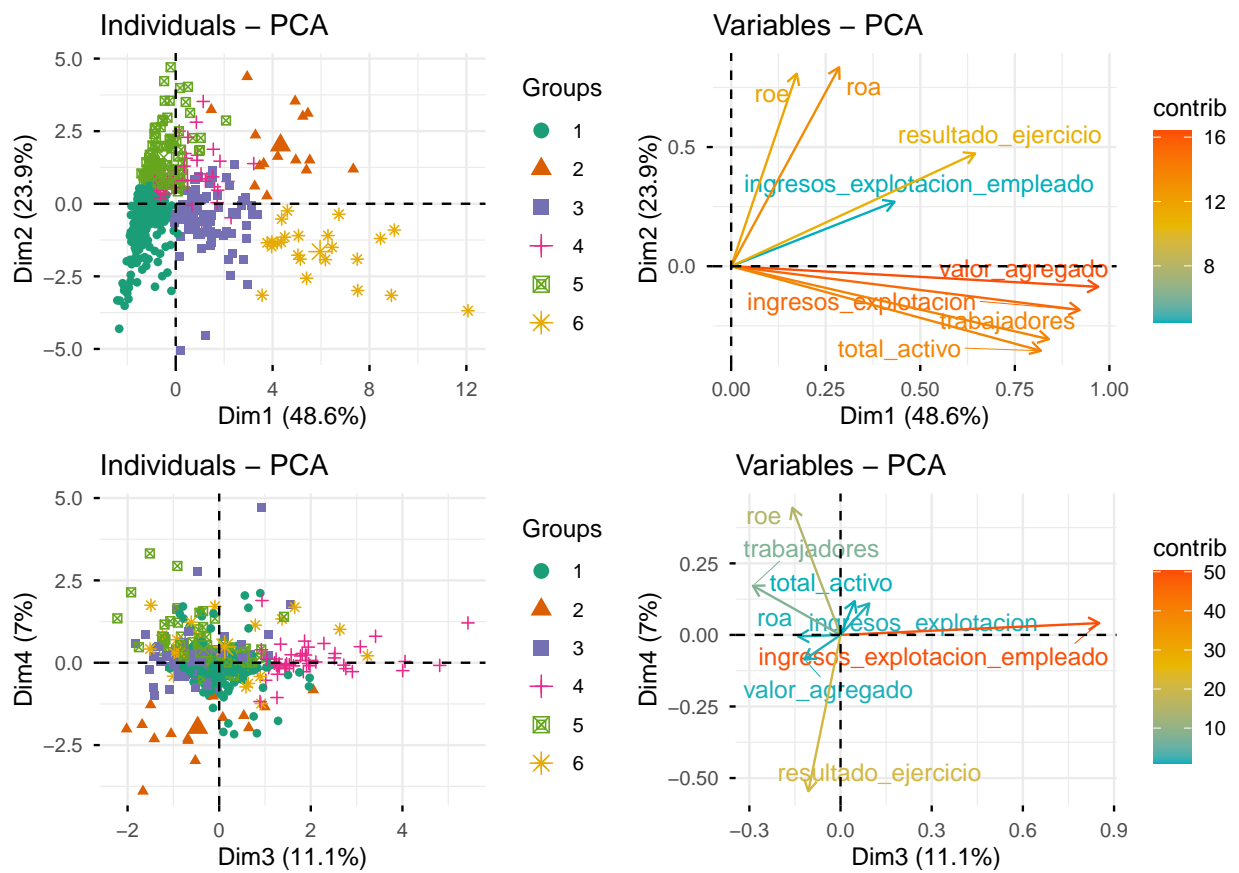 Individuals − PCA
5.0
2.5
0.0
−2.5
−5.0
Dim2 (23.9%)
0
4
8
12
Dim1 (48.6%)
Groups
1
2
3
4
5
6
Variables − PCA
roe
roa
resultado_ejercicio
ingresos_explotacion_empleado
valor_agregado
ingresos_explotacion
trabajadores
total_activo
0.5
0.0
Dim2 (23.9%)
0.00
0.25
0.50
0.75
1.00
Dim1 (48.6%)
contrib
16
12
8
Individuals − PCA
5.0
2.5
0.0
−2.5
Dim4 (7%)
−2
0
2
4
Dim3 (11.1%)
Groups
1
2
3
4
5
6
Variables − PCA
roe
trabajadores
total_activo
roa
ingresos_explotacion
ingresos_explotacion_empleado
valor_agregado
resultado_ejercicio
0.25
0.00
−0.25
−0.50
Dim4 (7%)
−0.3
0.0
0.3
0.6
0.9
Dim3 (11.1%)
contrib
50
40
30
20
10